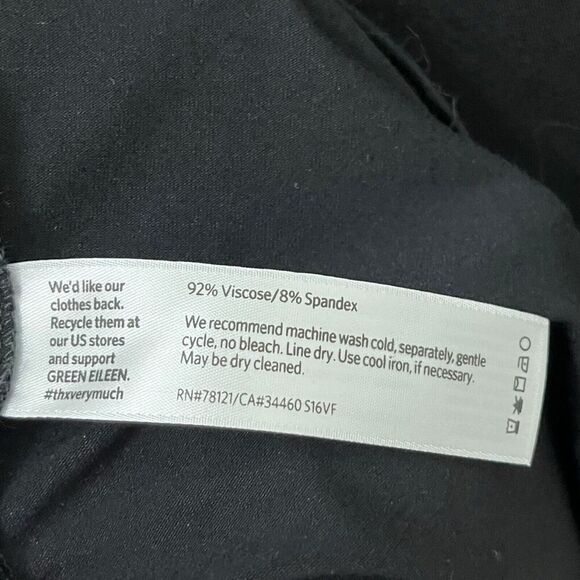 We'd like our
clothes back.
Recycle them at
our US stores
and support
GREEN EILEEN.
#thxverymuch
92% Viscose/8% Spandex
We recommend machine wash cold, separately, gentle
cycle, no bleach. Line dry. Use cool iron, if necessary.
May be dry cleaned.
RN#78121/CA#34460 S16VF